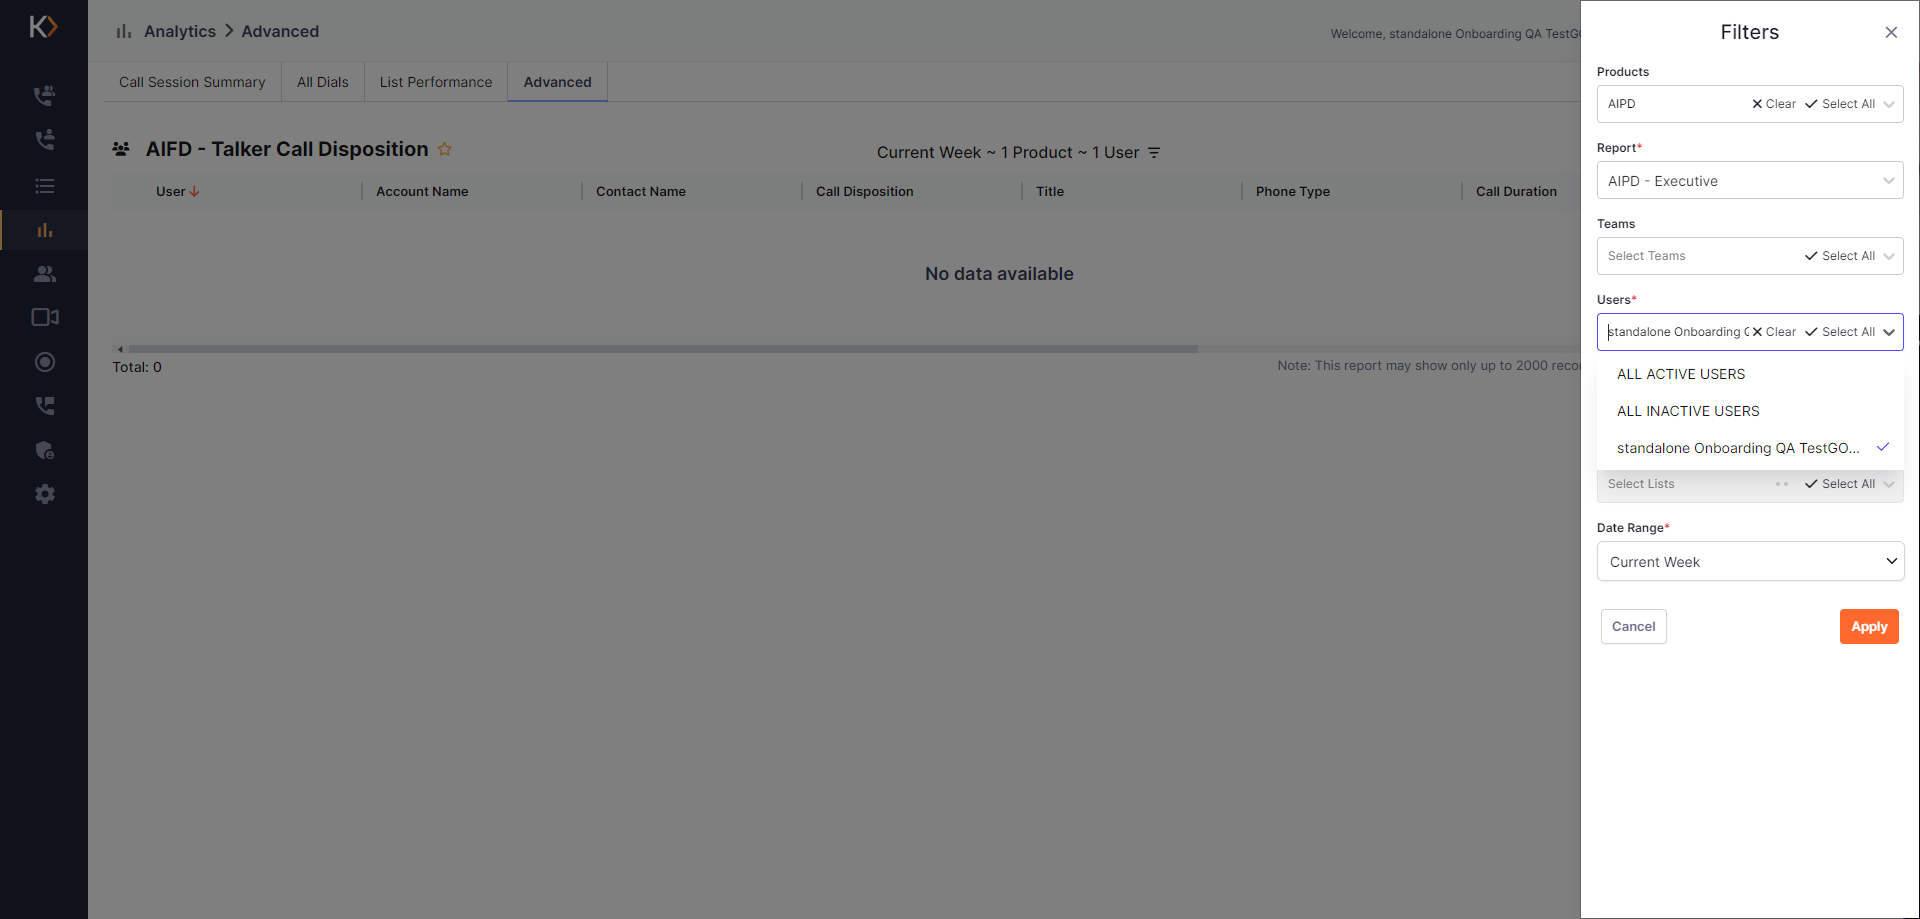 Analytics > Advanced
Welcome, standalone Onboarding QA TestGO
Call Session Summary
All Dials
List Performance
Advanced
AIFD - Talker Call Disposition
Current Week ~ 1 Product ~ 1 User
User
Account Name
Contact Name
Call Disposition
Title
Phone Type
Call Duration
No data available
Total: 0
Note: This report may show only up to 2000 recor
Filters
Products
AIPD
Clear
Select All
Report*
AIPD - Executive
Teams
Select Teams
Select All
Users*
standalone Onboarding Q
Clear
Select All
ALL ACTIVE USERS
ALL INACTIVE USERS
standalone Onboarding QA TestGO...
Select Lists
Select All
Date Range*
Current Week
Cancel
Apply